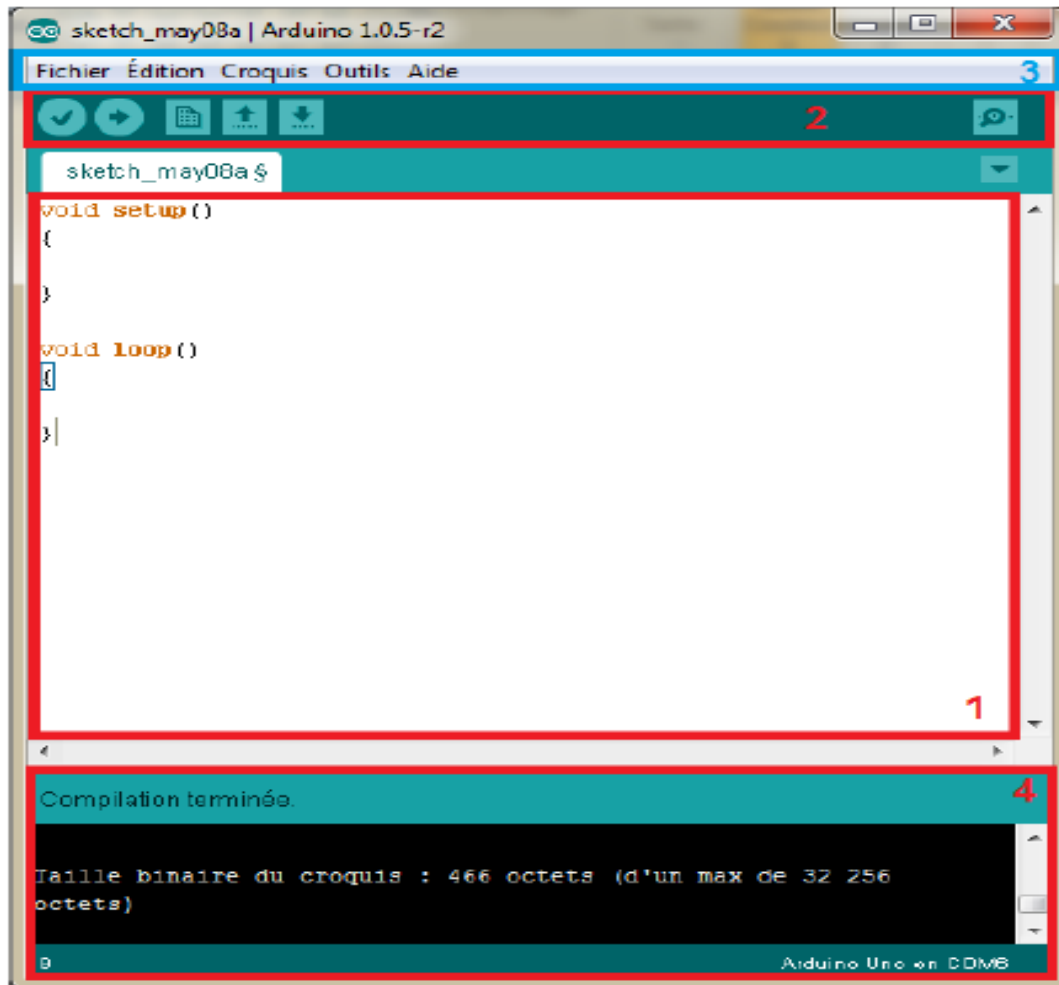 sketch_may08a | Arduino 1.0.5-r2
Fichier Édition Croquis Outils Aide
3
2
sketch_may08a §
void setup()
{
}
void loop()
{
}
1
Compilation terminée.
4
Taille binaire du croquis : 466 octets (d'un max de 32 256
octets)
9
Arduino Uno on COM6